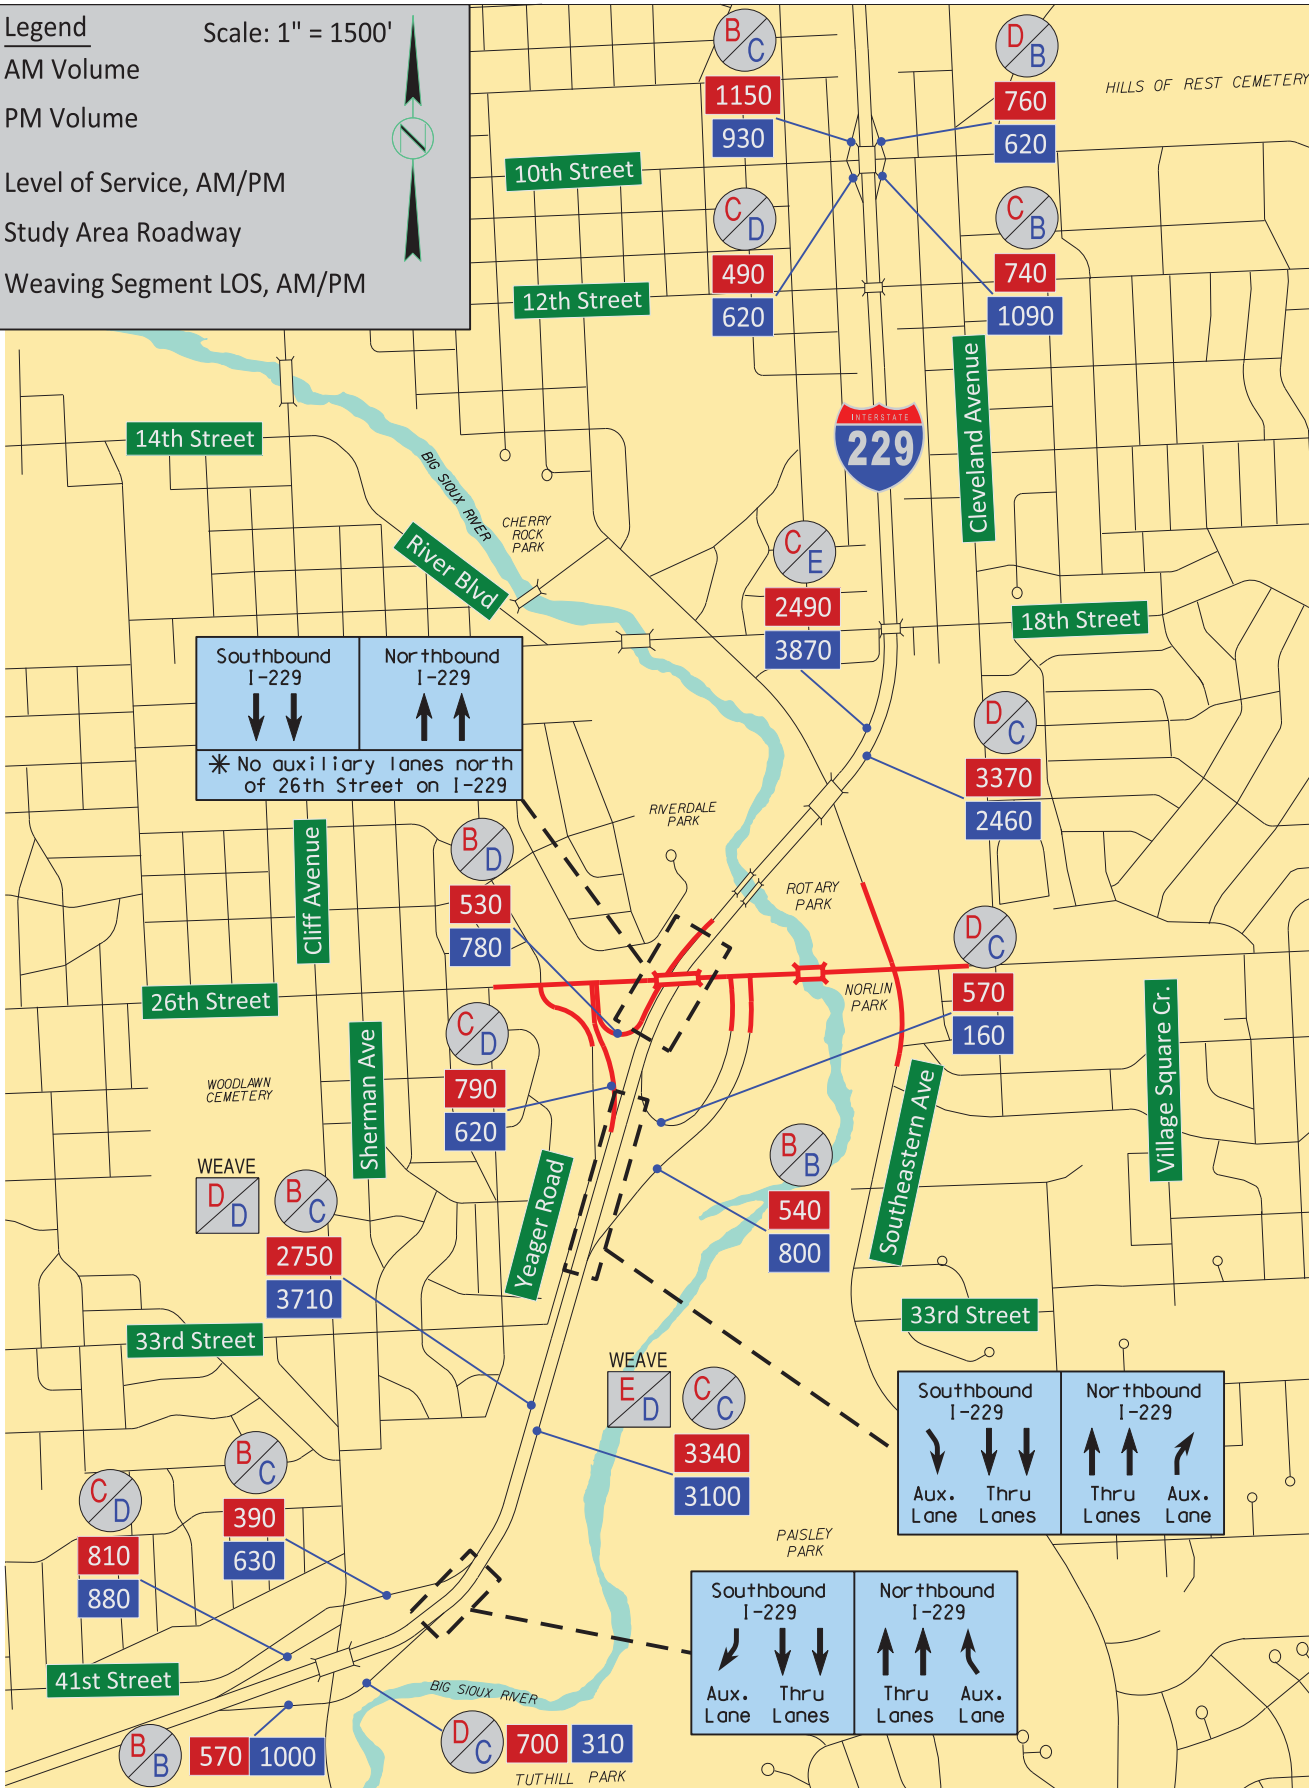 Legend
Scale: 1" = 1500'
AM Volume
PM Volume
Level of Service, AM/PM
Study Area Roadway
Weaving Segment LOS, AM/PM
B
C
1150
930
D
B
760
620
HILLS OF REST CEMETERY
10th Street
C
D
490
620
C
B
740
1090
12th Street
14th Street
INTERSTATE
229
Cleveland Avenue
BIG SIOUX RIVER
CHERRY
ROCK
PARK
River Blvd
C
E
2490
3870
18th Street
Southbound
I-229
Northbound
I-229
* No auxiliary lanes north
of 26th Street on I-229
D
C
3370
2460
RIVERDALE
PARK
Cliff Avenue
B
D
530
780
ROTARY
PARK
D
C
570
160
26th Street
NORLIN
PARK
Village Square Cr.
Sherman Ave
C
D
790
620
WOODLAWN
CEMETERY
Southeastern Ave
B
B
540
800
Yeager Road
WEAVE
D
D
B
C
2750
3710
33rd Street
33rd Street
WEAVE
E
D
C
C
3340
3100
Southbound
I-229
Northbound
I-229
Aux.
Lane
Thru
Lanes
Thru
Lanes
Aux.
Lane
B
C
390
630
C
D
810
880
PAISLEY
PARK
Southbound
I-229
Northbound
I-229
Aux.
Lane
Thru
Lanes
Thru
Lanes
Aux.
Lane
41st Street
BIG SIOUX RIVER
B
B
570
1000
D
C
700
310
TUTHILL PARK